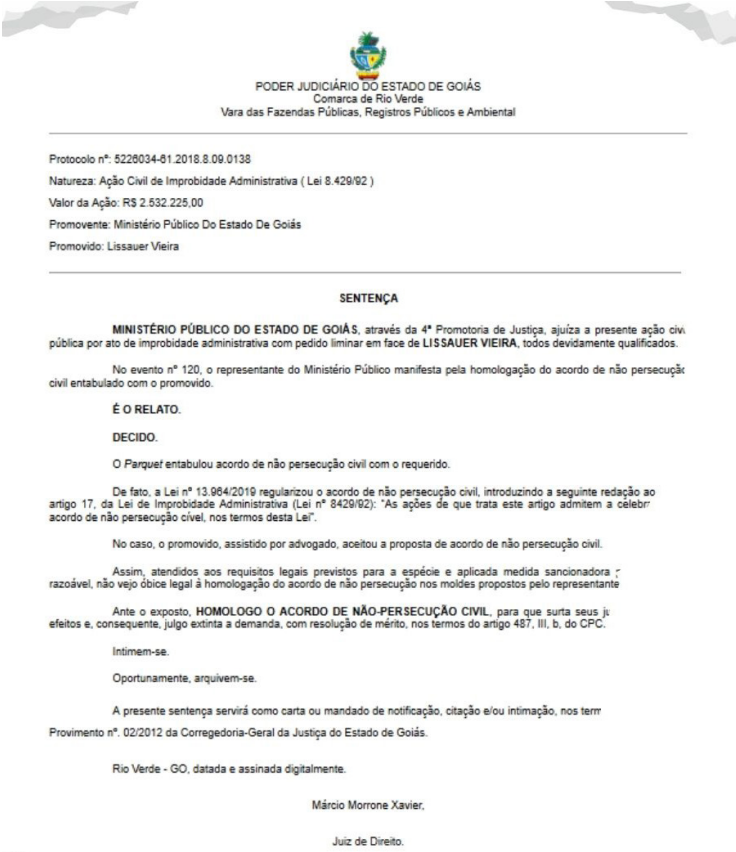 PODER JUDICIÁRIO DO ESTADO DE GOIÁS
Comarca de Rio Verde
Vara das Fazendas Públicas, Registros Públicos e Ambiental
Protocolo nº: 5226034-61.2018.8.09.0138
Natureza: Ação Civil de Improbidade Administrativa ( Lei 8.429/92 )
Valor da Ação: R$ 2.532.225,00
Promovente: Ministério Público Do Estado De Goiás
Promovido: Lissauer Vieira
SENTENÇA
MINISTÉRIO PÚBLICO DO ESTADO DE GOIÁS, através da 4ª Promotoria de Justiça, ajuíza a presente ação
pública por ato de improbidade administrativa com pedido liminar em face de LISSAUER VIEIRA, todos devidamente qualificados.
No evento nº 120, o representante do Ministério Público manifesta pela homologação do acordo de não persecução
civil entabulado com o promovido.
É O RELATO.
DECIDO.
O Parquet entabulou acordo de não persecução civil com o requerido.
De fato, a Lei nº 13.964/2019 regularizou o acordo de não persecução civil, introduzindo a seguinte redação ao
artigo 17, da Lei de Improbidade Administrativa (Lei nº 8429/92): "As ações de que trata este artigo admitem a
acordo de não persecução cível, nos termos desta Lei".
No caso, o promovido, assistido por advogado, aceitou a proposta de acordo de não persecução civil.
Assim, atendidos aos requisitos legais previstos para a espécie e aplicada medida sancionadora
razoável, não vejo óbice legal à homologação do acordo de não persecução nos moldes propostos pelo representante
Ante o exposto, HOMOLOGO O ACORDO DE NÃO-PERSECUÇÃO CIVIL, para que surta seus
efeitos e, consequente, julgo extinta a demanda, com resolução de mérito, nos termos do artigo 487, III, b, do CPC.
Intimem-se.
Oportunamente, arquivem-se.
A presente sentença servirá como carta ou mandado de notificação, citação e/ou intimação, nos
Provimento nº. 02/2012 da Corregedoria-Geral da Justiça do Estado de Goiás.
Rio Verde - GO, datada e assinada digitalmente.
Márcio Morrone Xavier,
Juiz de Direito.